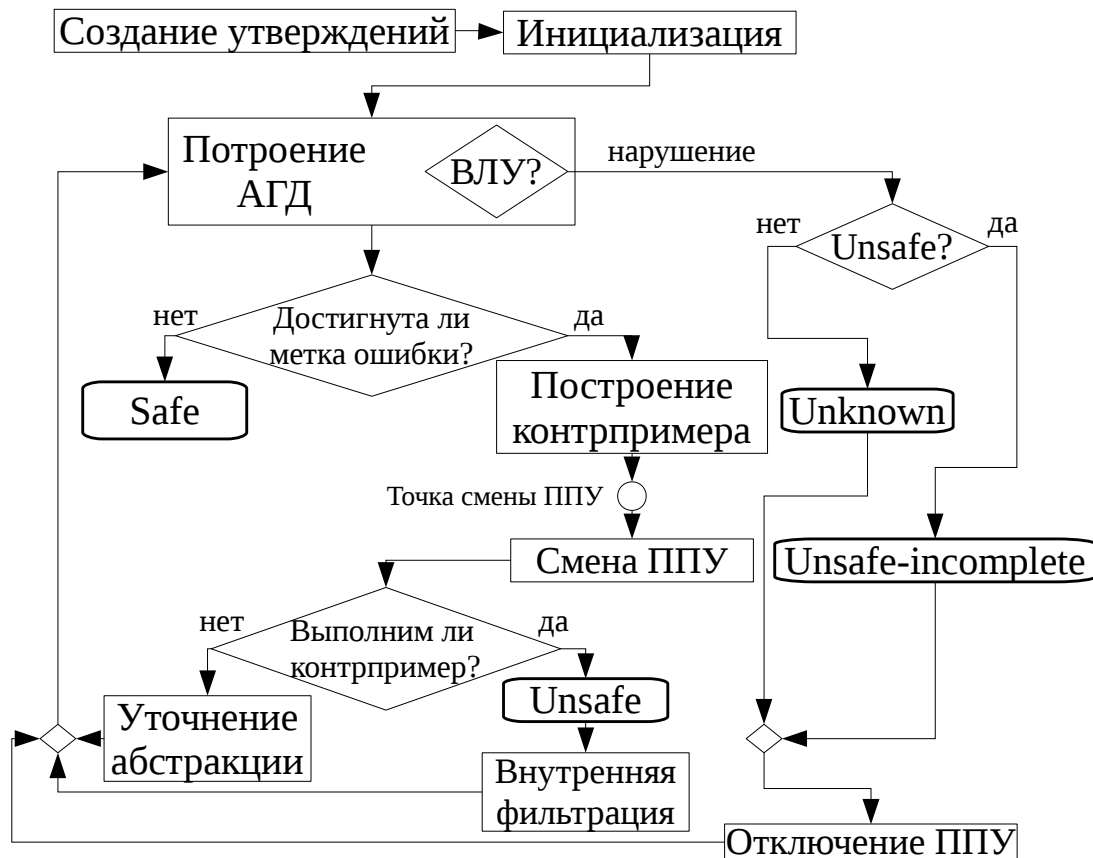 Создание утверждений
Инициализация
Потроение
АГД
ВЛУ?
нарушение
нет
Unsafe?
да
нет
Достигнута ли
метка ошибки?
да
Safe
Построение
контрпримера
Unknown
Точка смены ППУ
Смена ППУ
Unsafe-incomplete
нет
Выполним ли
контрпример?
да
Unsafe
Уточнение
абстракции
Внутренняя
фильтрация
Отключение ППУ